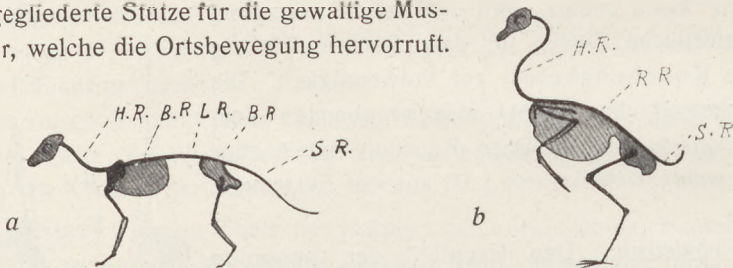 gegliederte Stütze für die gewaltige Mus-
r, welche die Ortsbewegung hervorruft.
H.R. B.R L R. B.R
S.R.
a
H.R.
R R
S.R
b